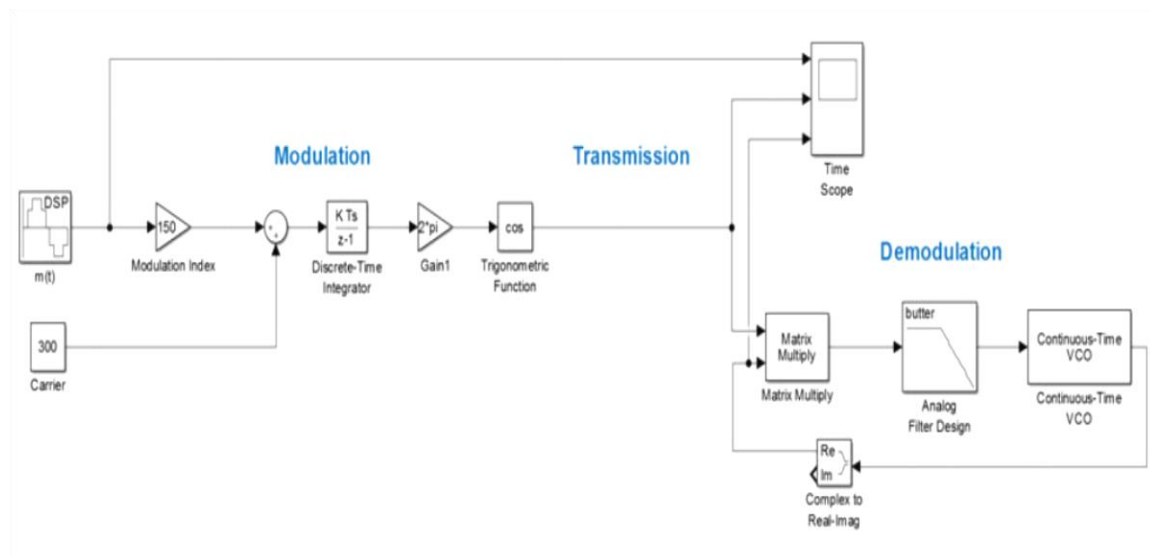 Time
Scope
Modulation
Transmission
DSP
m(t)
150
Modulation Index
K Ts
z-1
Discrete-Time
Integrator
2*pi
Gain1
cos
Trigonometric
Function
300
Carrier
Demodulation
Matrix
Multiply
Matrix Multiply
butter
Analog
Filter Design
Continuous-Time
VCO
Continuous-Time
VCO
Re
Im
Complex to
Real-Imag